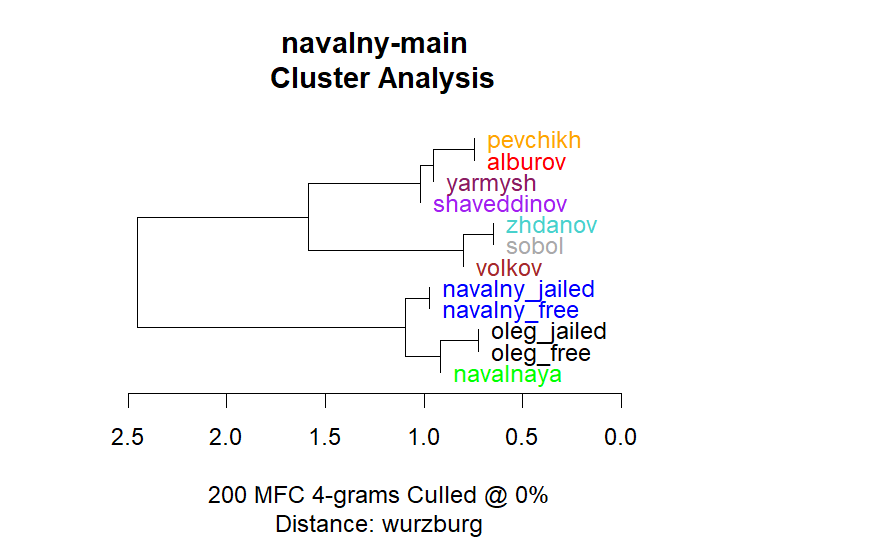 navalny-main
Cluster Analysis
pevchikh
alburov
yarmysh
shaveddinov
zhdanov
sobol
volkov
navalny_jailed
navalny_free
oleg_jailed
oleg_free
navalnaya
2.5 2.0 1.5 1.0 0.5 0.0
200 MFC 4-grams Culled @ 0%
Distance: wurzburg